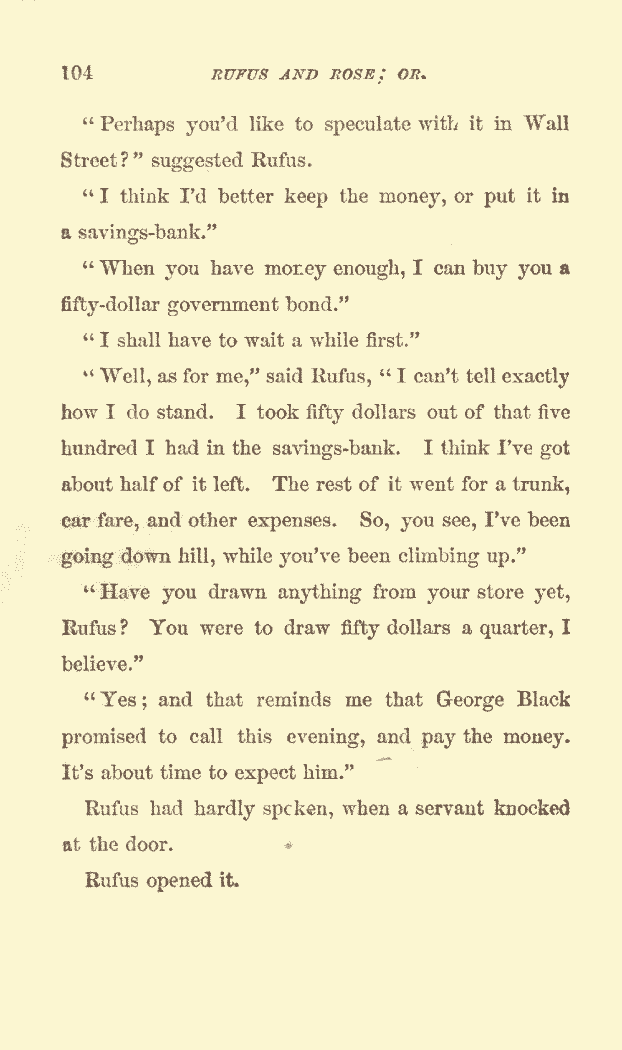 104 RUFUS AND ROSE; OR.
“Perhaps you’d like to speculate with it in Wall
Street?” suggested Rufus.
“I think I’d better keep the money, or put it in
a savings-bank.”
“When you have money enough, I can buy you a
fifty-dollar government bond.”
“I shall have to wait a while first.”
“Well, as for me,” said Rufus, “I can’t tell exactly
how I do stand. I took fifty dollars out of that five
hundred I had in the savings-bank. I think I’ve got
about half of it left. The rest of it went for a trunk,
car fare, and other expenses. So, you see, I’ve been
going down hill, while you’ve been climbing up.”
“Have you drawn anything from your store yet,
Rufus? You were to draw fifty dollars a quarter, I
believe.”
“Yes; and that reminds me that George Black
promised to call this evening, and pay the money.
It’s about time to expect him.”
Rufus had hardly spoken, when a servant knocked
at the door.
Rufus opened it.